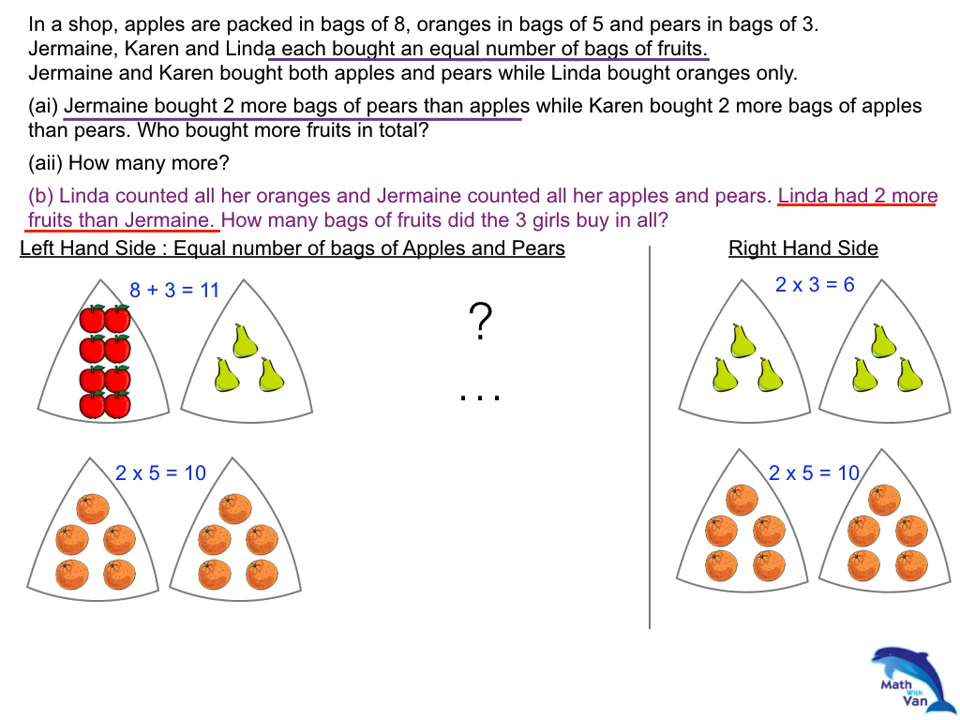 In a shop, apples are packed in bags of 8, oranges in bags of 5 and pears in bags of 3.
Jermaine, Karen and Linda each bought an equal number of bags of fruits.
Jermaine and Karen bought both apples and pears while Linda bought oranges only.
(ai) Jermaine bought 2 more bags of pears than apples while Karen bought 2 more bags of apples
than pears. Who bought more fruits in total?
(aii) How many more?
(b) Linda counted all her oranges and Jermaine counted all her apples and pears. Linda had 2 more
fruits than Jermaine. How many bags of fruits did the 3 girls buy in all?
Left Hand Side : Equal number of bags of Apples and Pears
Right Hand Side
8 + 3 = 11
2 x 3 = 6
?
...
2 x 5 = 10
2 x 5 = 10
Math
With
Van